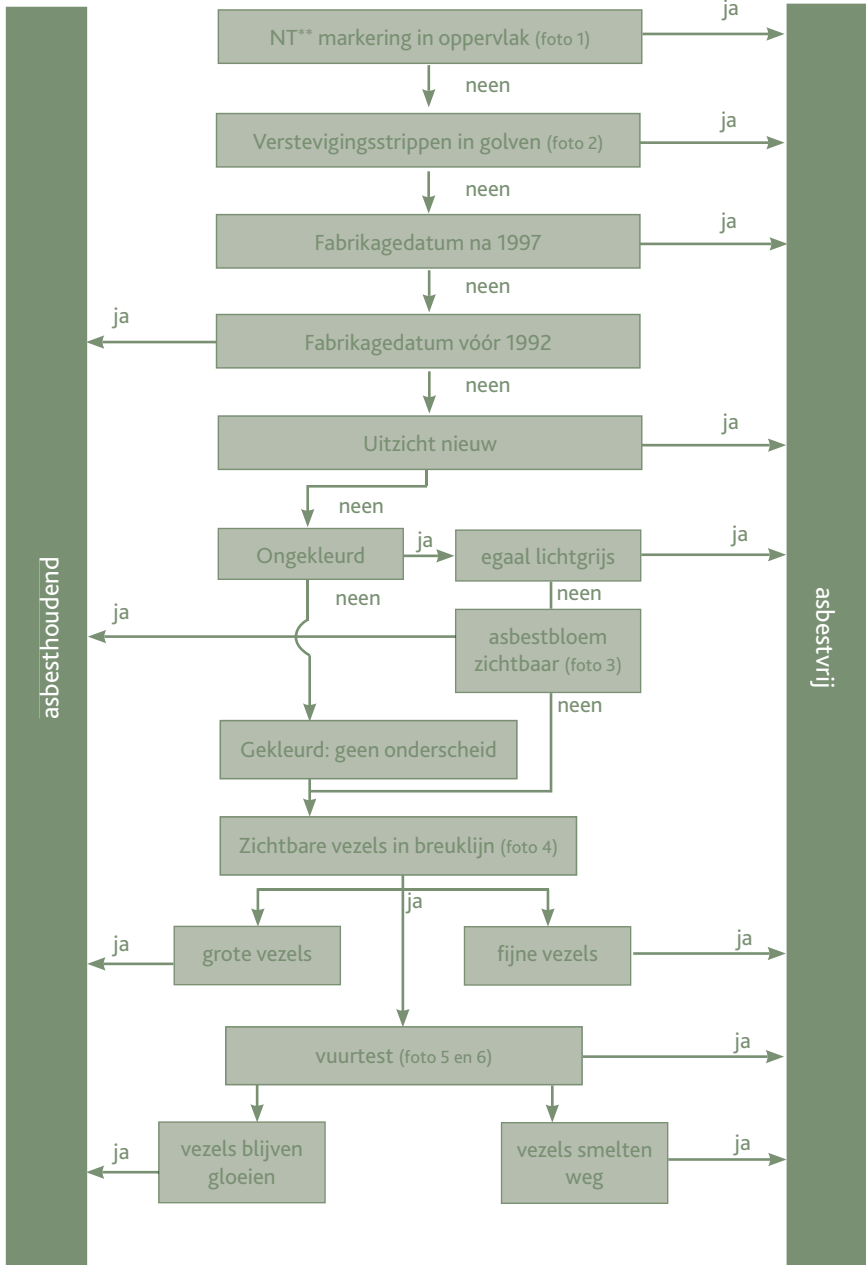 ja
NT** markering in oppervlak (foto 1)
neen
ja
Verstevigingsstrippen in golven (foto 2)
neen
ja
Fabrikagedatum na 1997
neen
ja
Fabrikagedatum vóór 1992
neen
ja
Uitzicht nieuw
neen
Ongekleurd
ja
egaal lichtgrijs
ja
neen
neen
ja
asbestbloem
zichtbaar (foto 3)
neen
Gekleurd: geen onderscheid
Zichtbare vezels in breuklijn (foto 4)
ja
ja
grote vezels
fijne vezels
ja
vuurtest (foto 5 en 6)
ja
ja
vezels blijven
gloeien
vezels smelten
weg
ja
asbesthoudend
asbestvrij